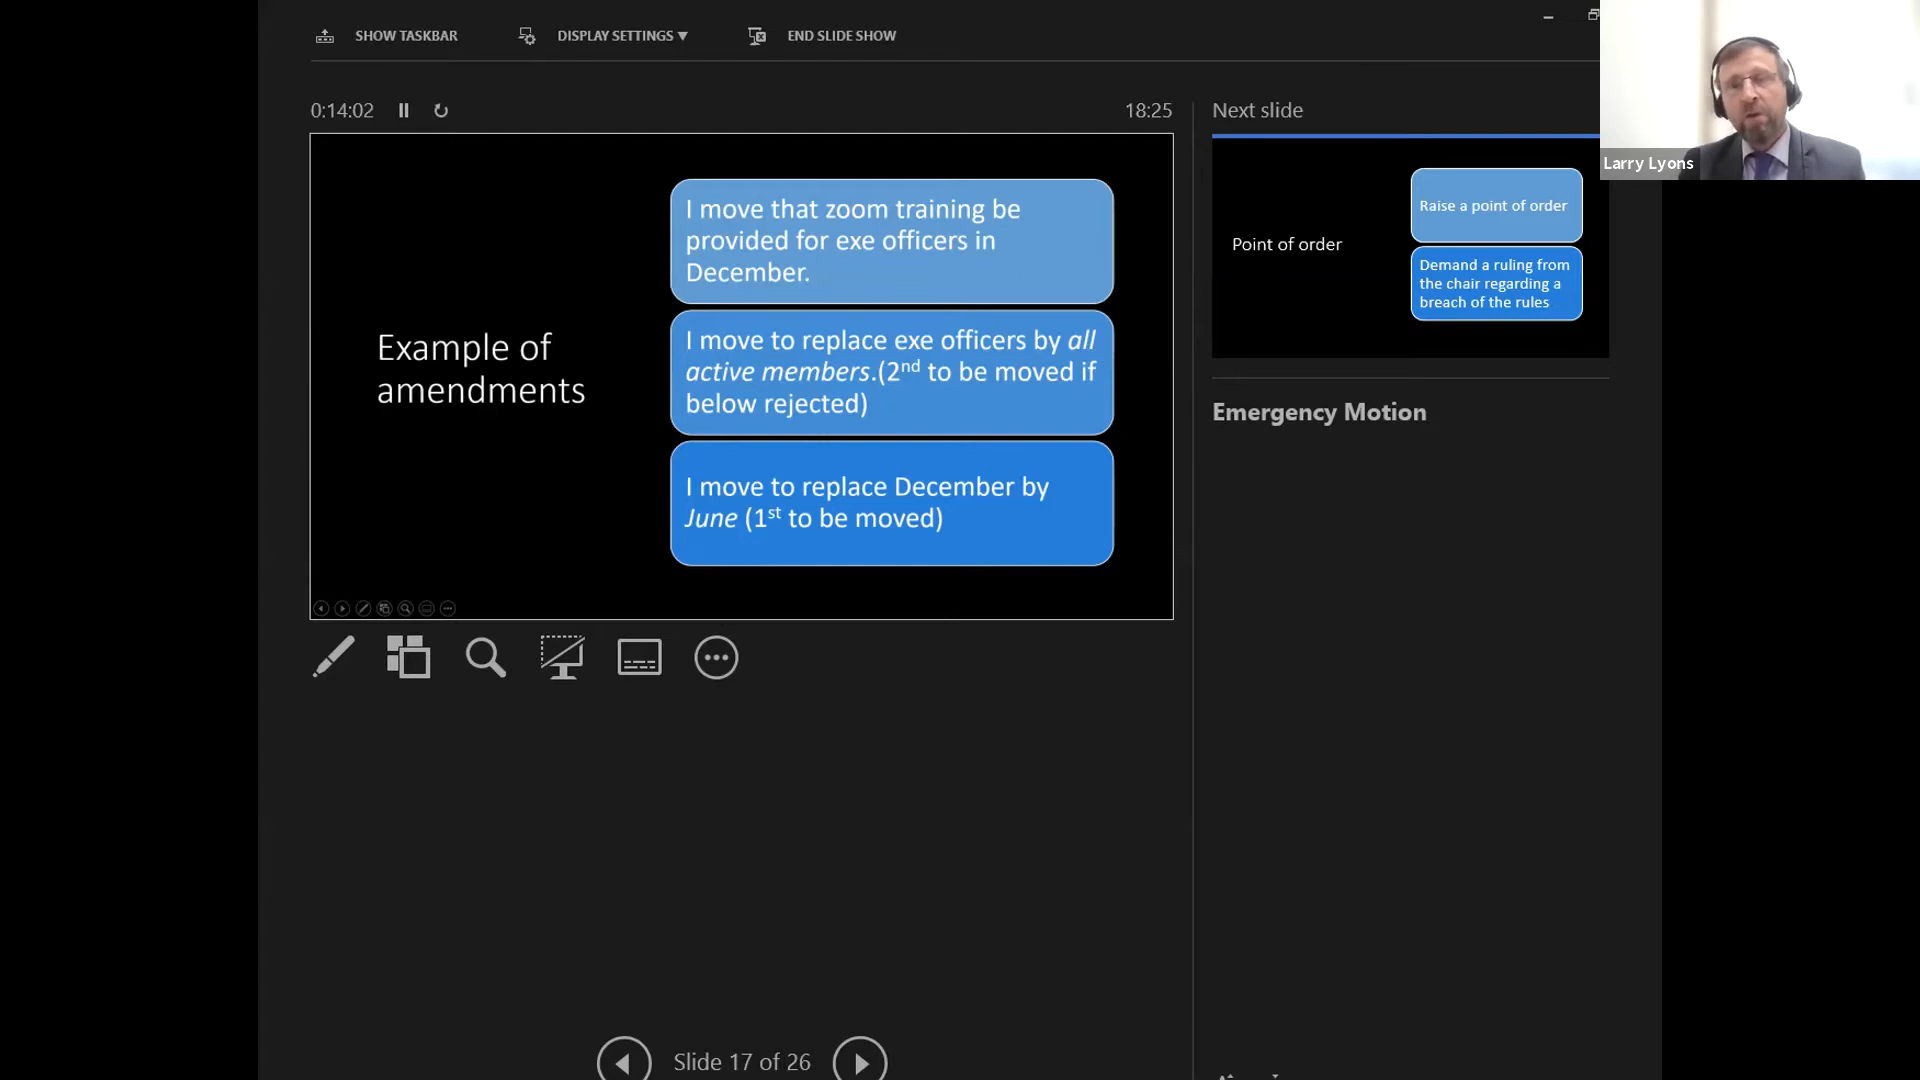 SHOW TASKBAR
DISPLAY SETTINGS ▼
END SLIDE SHOW
0:14:02
18:25
Example of
amendments
I move that zoom training be
provided for exe officers in
December.
I move to replace exe officers by all
active members.(2nd to be moved if
below rejected)
I move to replace December by
June (1st to be moved)
Slide 17 of 26
Next slide
Point of order
Raise a point of order
Demand a ruling from
the chair regarding a
breach of the rules
Emergency Motion
Larry Lyons